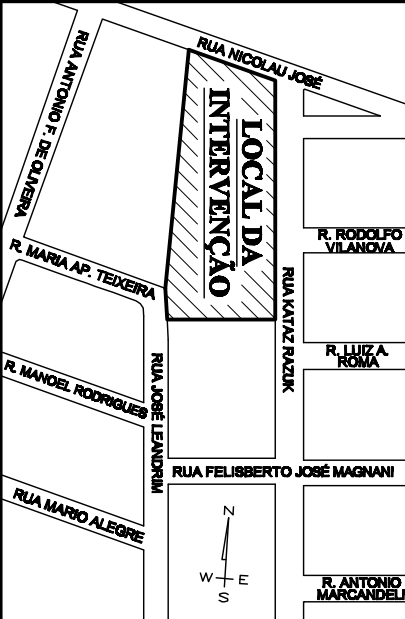 RUA NICOLAU JOSÉ
RUA ANTONIO F. DE OLIVEIRA
LOCAL DA
INTERVENÇÃO
R. RODOLFO
VILANOVA
R. MARIA AP. TEIXEIRA
RUA KATAZ RAZUK
R. LUIZ A.
ROMA
R. MANOEL RODRIGUES
RUA JOSÉ LEANDRIM
RUA FELISBERTO JOSÉ MAGNANI
RUA MARIO ALEGRE
N
W E
S
R. ANTONIO
MARCANDELI